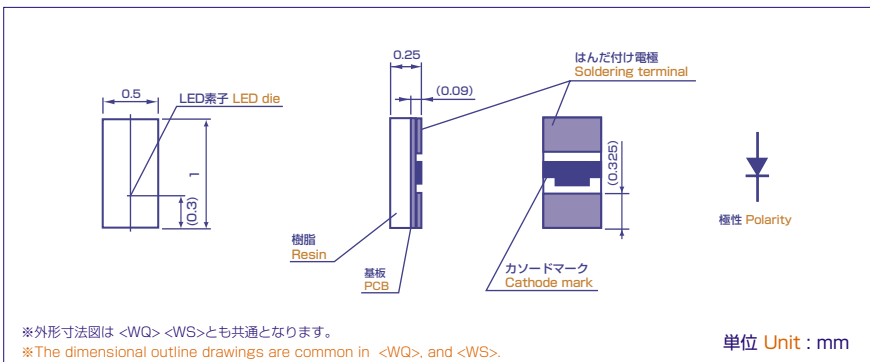 0.5
LED素子 LED die
1
(0.3)
0.25
(0.09)
樹脂
Resin
基板
PCB
はんだ付け電極
Soldering terminal
(0.325)
カソードマーク
Cathode mark
極性 Polarity
※外形寸法図は <WQ> <WS>とも共通となります。
※The dimensional outline drawings are common in <WQ>, and <WS>.
単位 Unit : mm